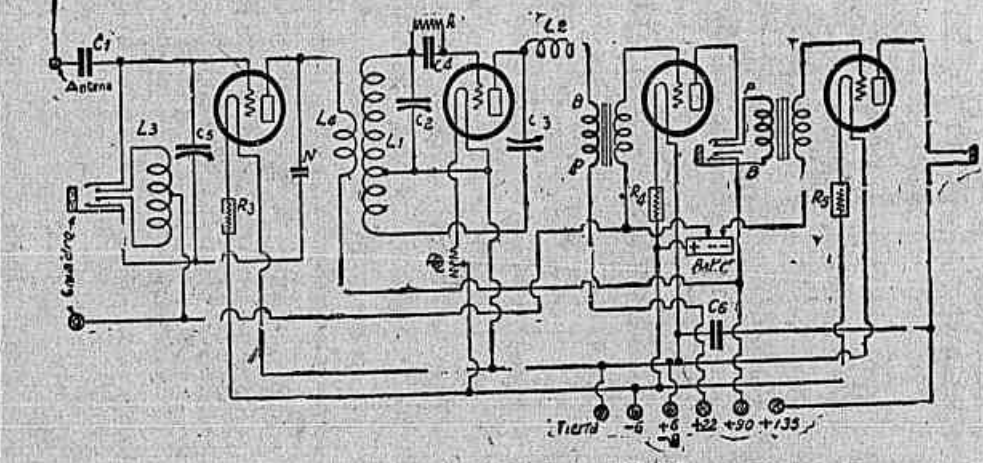 C1
Antena
L3
C5
R3
N
L4
L1
R
C4
C2
C3
L2
B
P
R4
P
B
Bat.C
R5
C6
Cuadro
Tierra -6 +6 +22 +90 +135
-B